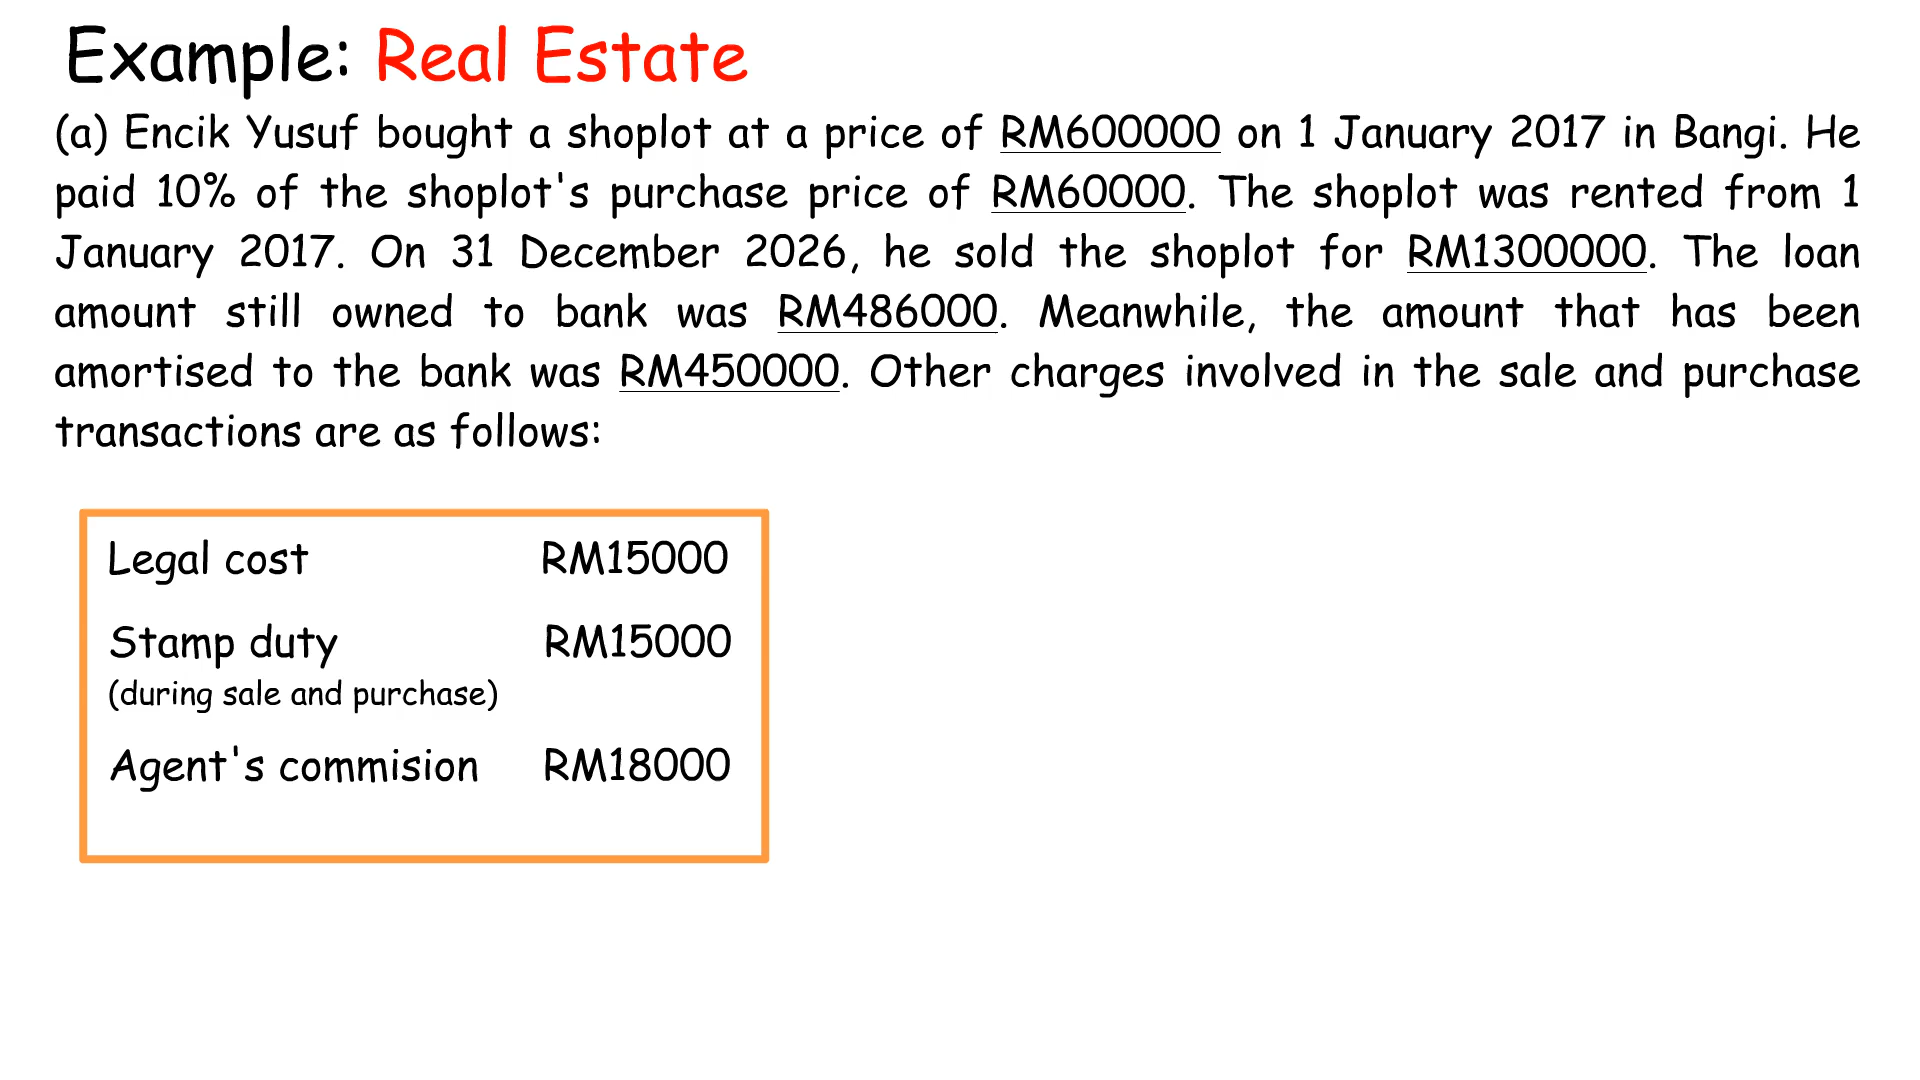 Example: Real Estate
(a) Encik Yusuf bought a shoplot at a price of RM600000 on 1 January 2017 in Bangi. He
paid 10% of the shoplot's purchase price of RM60000. The shoplot was rented from 1
January 2017. On 31 December 2026, he sold the shoplot for RM1300000. The loan
amount still owned to bank was RM486000. Meanwhile, the amount that has been
amortised to the bank was RM450000. Other charges involved in the sale and purchase
transactions are as follows:
Legal cost RM15000
Stamp duty RM15000
(during sale and purchase)
Agent's commision RM18000